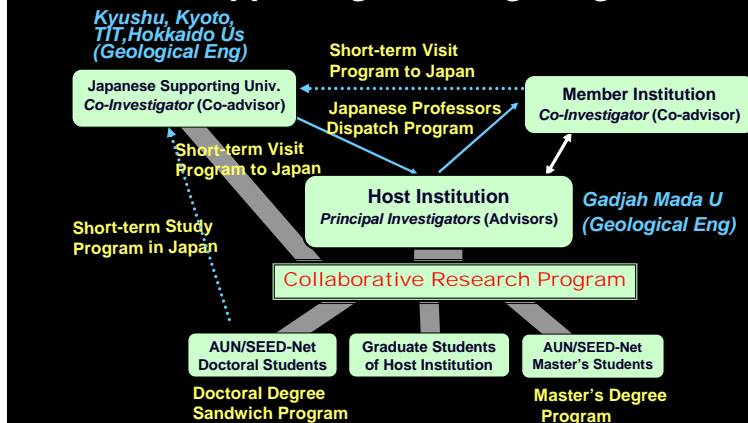 Kyushu, Kyoto,
TIT,Hokkaido Us
(Geological Eng)
Short-term Visit
Program to Japan
Japanese Supporting Univ.
Co-Investigator (Co-advisor)
Member Institution
Co-Investigator (Co-advisor)
Japanese Professors
Dispatch Program
Short-term Visit
Program to Japan
Host Institution
Principal Investigators (Advisors)
Gadjah Mada U
(Geological Eng)
Short-term Study
Program in Japan
Collaborative Research Program
AUN/SEED-Net
Doctoral Students
Graduate Students
of Host Institution
AUN/SEED-Net
Master's Students
Doctoral Degree
Sandwich Program
Master's Degree
Program